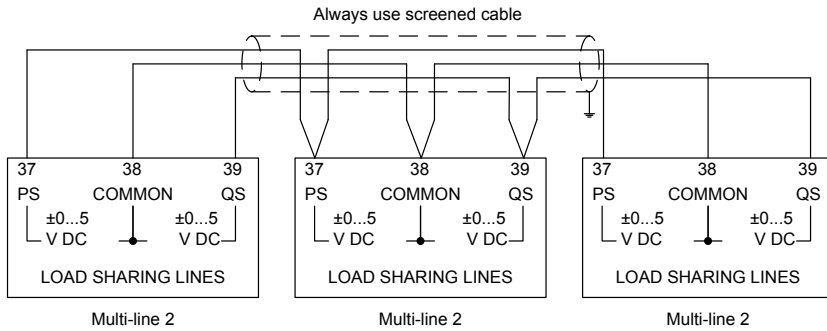 Always use screened cable
37 38 39 37 38 39 37 38 39
PS COMMON QS PS COMMON QS PS COMMON QS
±0...5 ±0...5 ±0...5 ±0...5 ±0...5 ±0...5
V DC V DC V DC V DC V DC V DC
LOAD SHARING LINES LOAD SHARING LINES LOAD SHARING LINES
Multi-line 2 Multi-line 2 Multi-line 2